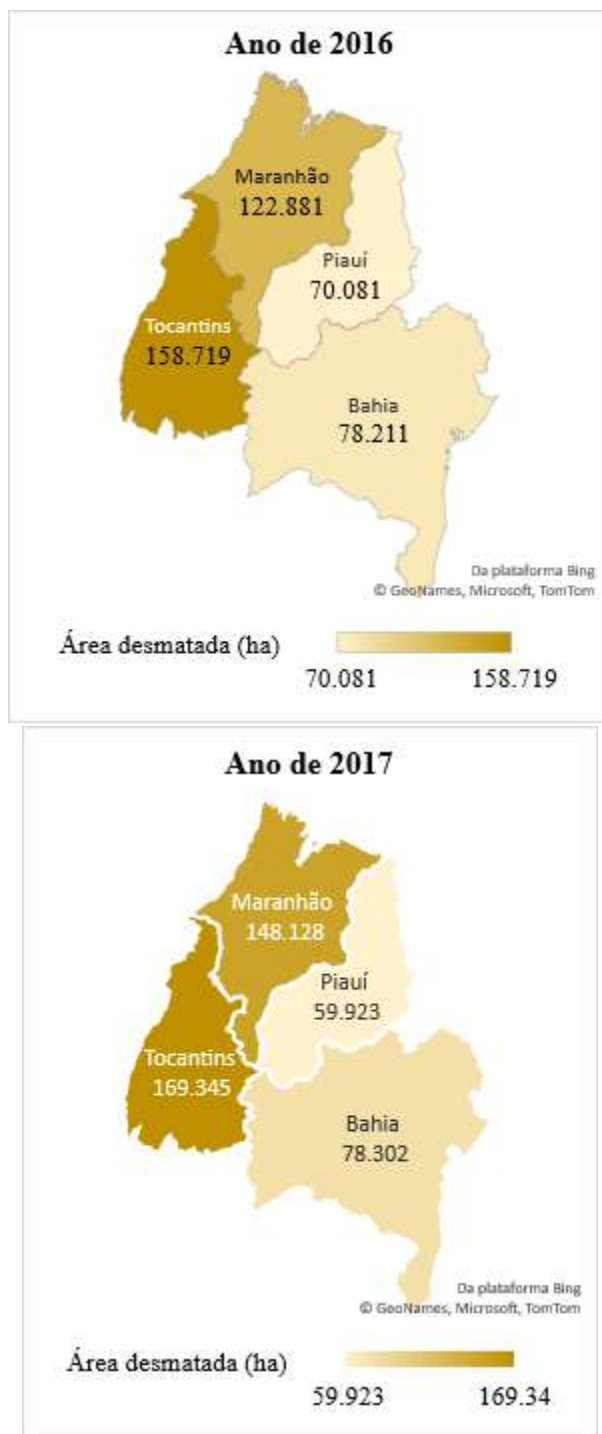 Ano de 2016
Maranhão
122.881
Piauí
70.081
Tocantins
158.719
Bahia
78.211
Da plataforma Bing
© GeoNames, Microsoft, TomTom
Área desmatada (ha)
70.081 158.719
Ano de 2017
Maranhão
148.128
Piauí
59.923
Tocantins
169.345
Bahia
78.302
Da plataforma Bing
© GeoNames, Microsoft, TomTom
Área desmatada (ha)
59.923 169.34